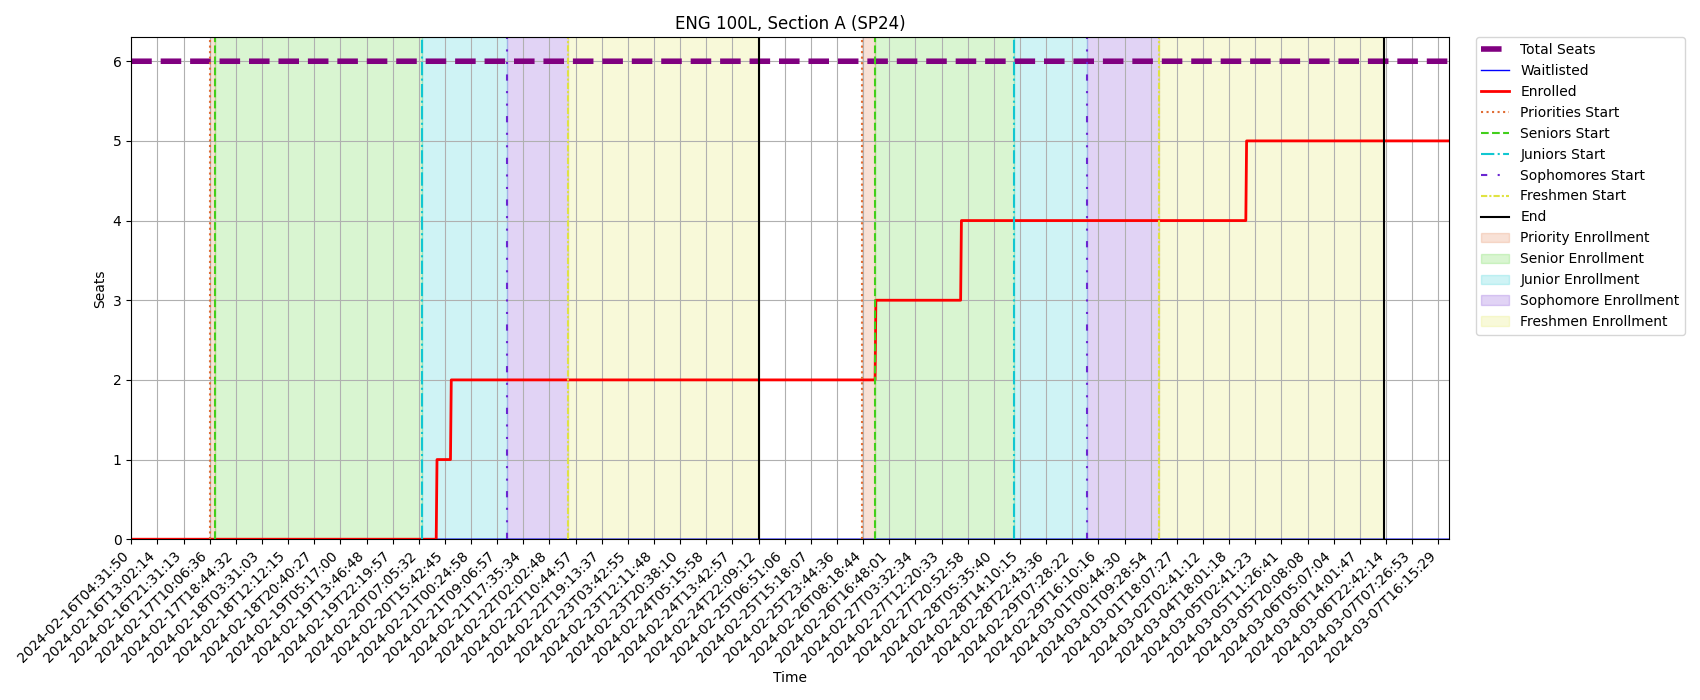 ENG 100L, Section A (SP24)
Seats
6
5
4
3
2
1
0
2024-02-16T04:31:50
2024-02-16T13:02:14
2024-02-16T21:31:13
2024-02-17T10:06:36
2024-02-17T18:44:32
2024-02-18T03:31:03
2024-02-18T12:12:15
2024-02-18T20:40:27
2024-02-19T05:17:00
2024-02-19T13:46:48
2024-02-19T22:19:57
2024-02-20T07:05:32
2024-02-20T15:42:45
2024-02-21T00:24:58
2024-02-21T09:06:57
2024-02-21T17:35:34
2024-02-22T02:02:48
2024-02-22T10:44:57
2024-02-22T19:13:37
2024-02-23T03:42:55
2024-02-23T12:11:48
2024-02-23T20:38:10
2024-02-24T05:15:58
2024-02-24T13:42:57
2024-02-24T22:09:12
2024-02-25T06:51:06
2024-02-25T15:18:07
2024-02-25T23:44:36
2024-02-26T08:18:44
2024-02-26T16:48:01
2024-02-27T03:32:34
2024-02-27T12:20:33
2024-02-27T20:52:58
2024-02-28T05:35:40
2024-02-28T14:10:15
2024-02-28T22:43:36
2024-02-29T07:28:22
2024-02-29T16:10:16
2024-03-01T00:44:30
2024-03-01T09:28:54
2024-03-01T18:07:27
2024-03-02T02:41:12
2024-03-04T18:01:18
2024-03-05T02:41:23
2024-03-05T11:26:41
2024-03-05T20:08:08
2024-03-06T05:07:04
2024-03-06T14:01:47
2024-03-06T22:42:14
2024-03-07T07:26:53
2024-03-07T16:15:29
Time
Total Seats
Waitlisted
Enrolled
Priorities Start
Seniors Start
Juniors Start
Sophomores Start
Freshmen Start
End
Priority Enrollment
Senior Enrollment
Junior Enrollment
Sophomore Enrollment
Freshmen Enrollment